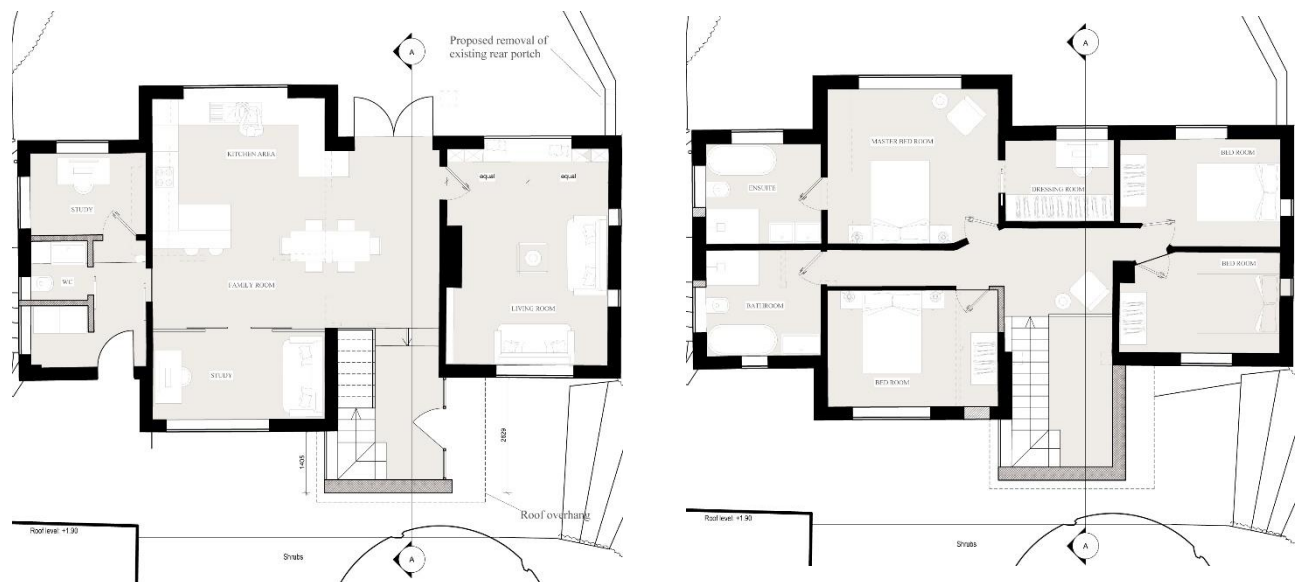 A
Proposed removal of
existing rear portch
KITCHEN AREA
STUDY
equal
equal
WC
FAMILY ROOM
LIVING ROOM
STUDY
1405
2629
Roof overhang
Roof level: +1.90
Shrubs
A
A
MASTER BED ROOM
BED ROOM
ENSUITE
DRESSING ROOM
BED ROOM
BATHROOM
BED ROOM
Roof level: +1.90
Shrubs
A